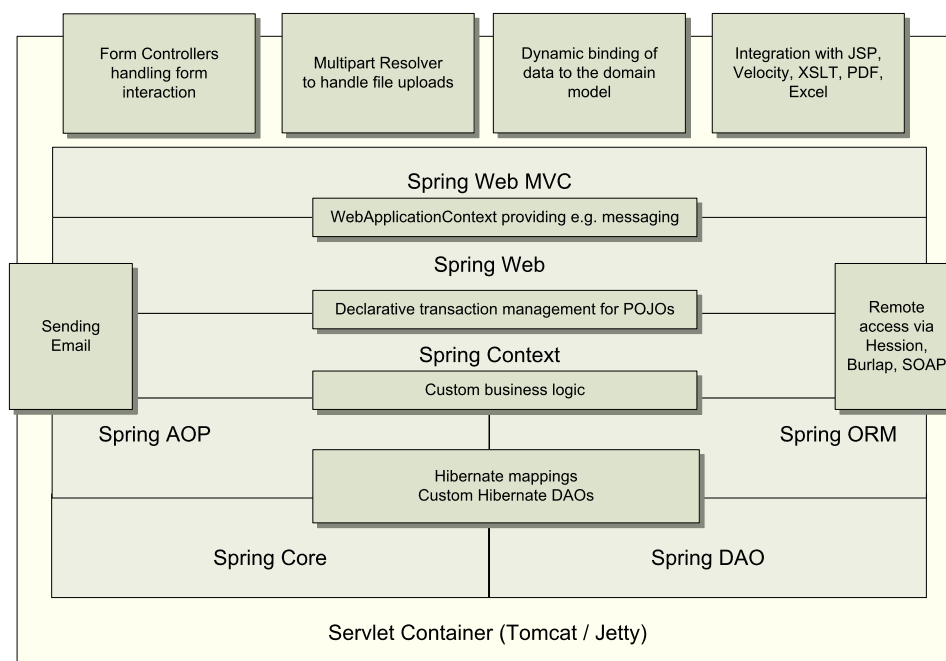 Form Controllers
handling form
interaction
Multipart Resolver
to handle file uploads
Dynamic binding of
data to the domain
model
Integration with JSP,
Velocity, XSLT, PDF,
Excel
Spring Web MVC
WebApplicationContext providing e.g. messaging
Spring Web
Sending
Email
Declarative transaction management for POJOs
Remote
access via
Hession,
Burlap, SOAP
Spring Context
Custom business logic
Spring AOP
Spring ORM
Hibernate mappings
Custom Hibernate DAOs
Spring Core
Spring DAO
Servlet Container (Tomcat / Jetty)